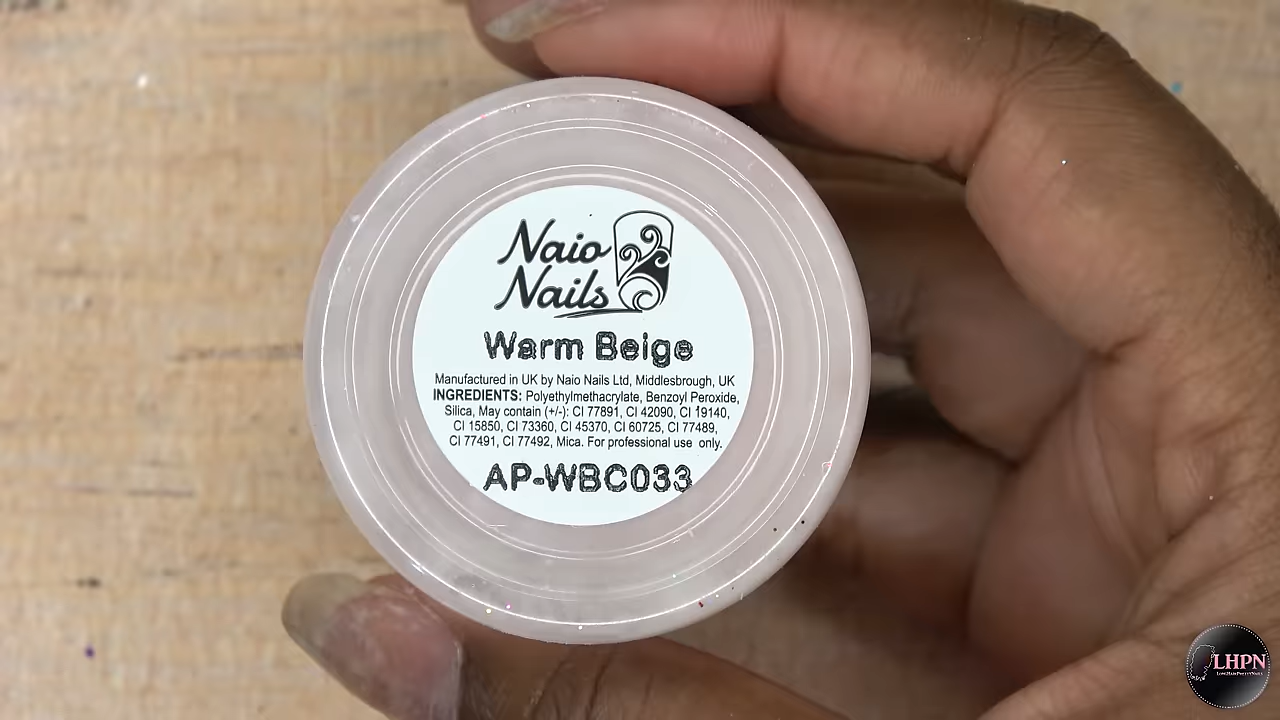 Naio
Nails
Warm Beige
Manufactured in UK by Naio Nails Ltd, Middlesbrough, UK
INGREDIENTS: Polyethylmethacrylate, Benzoyl Peroxide,
Silica, May contain (+/-): CI 77891, CI 42090, CI 19140,
CI 15850, CI 73360, CI 45370, CI 60725, CI 77489,
CI 77491, CI 77492, Mica. For professional use only.
AP-WBC033
LHPN
LoveHairPrettyNails